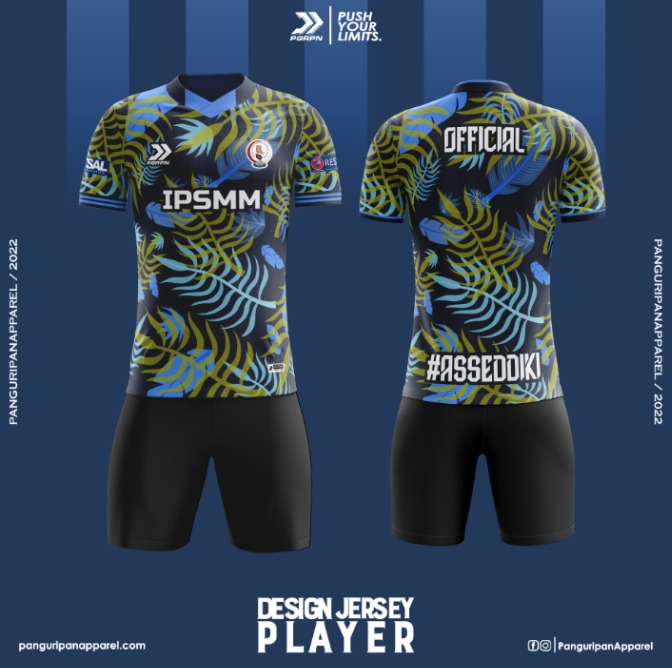 PGRPN
PUSH
YOUR
LIMITS.
PANGURIPANAPPAREL / 2022
PGRPN
IPSMM
OFFICIAL
#ASSEDDIKI
PANGURIPANAPPAREL / 2022
DESIGN JERSEY
PLAYER
panguripanapparel.com
PanguripanApparel